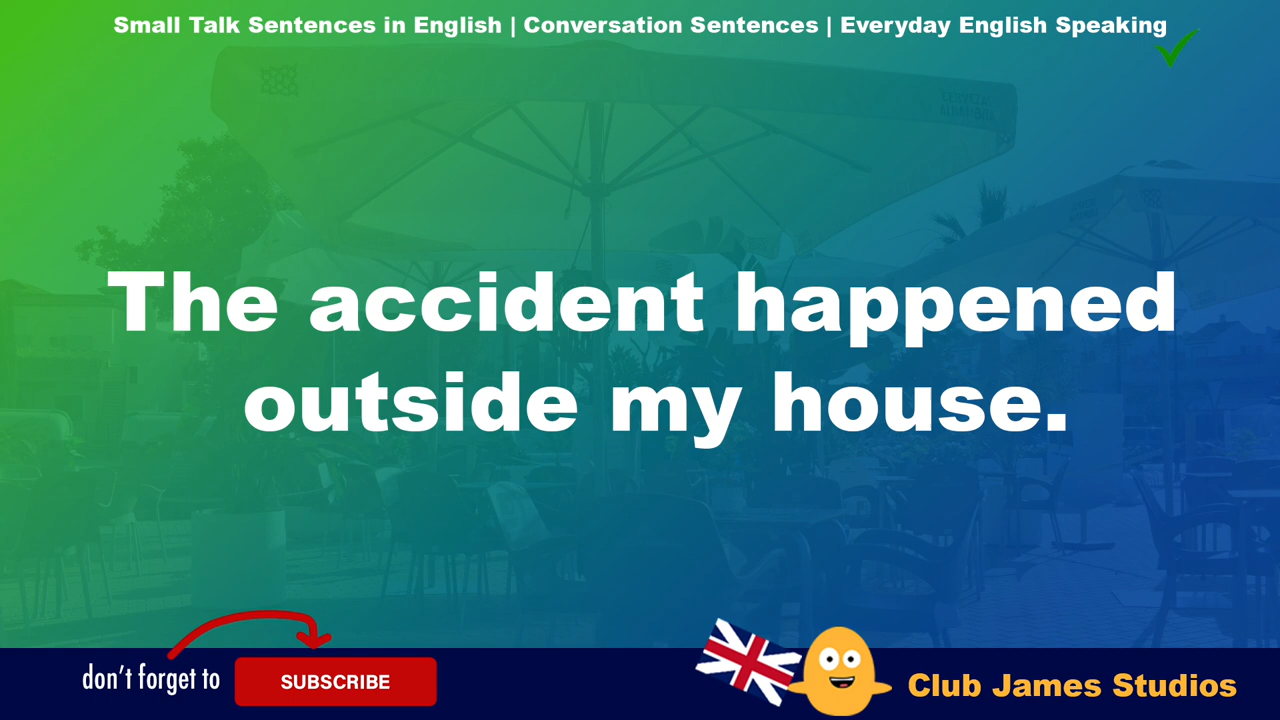 Small Talk Sentences in English | Conversation Sentences | Everyday English Speaking
The accident happened
outside my house.
don't forget to
SUBSCRIBE
Club James Studios